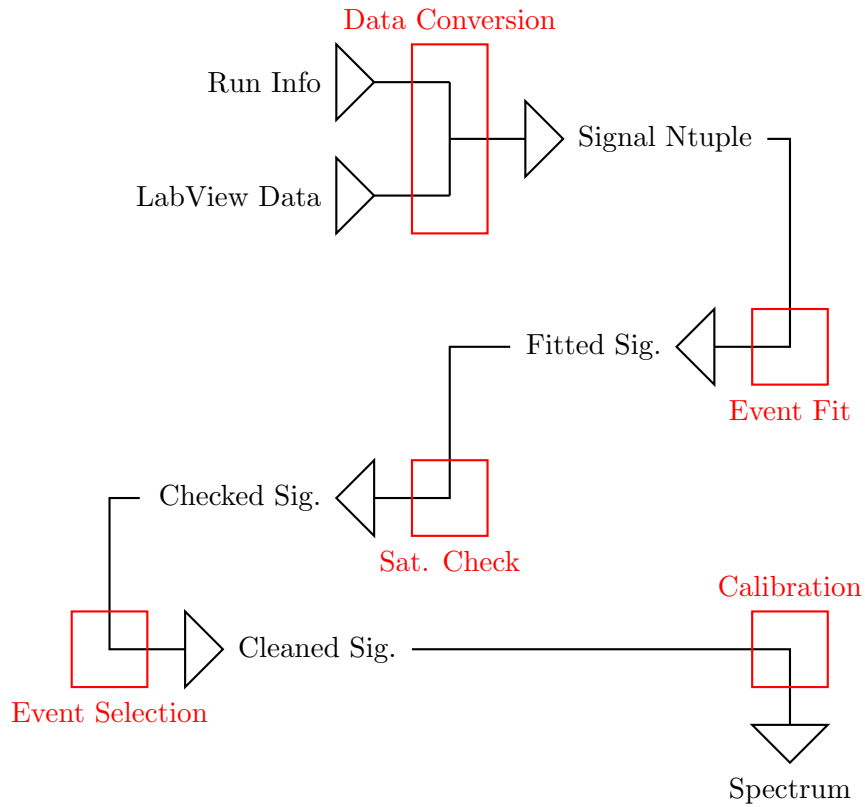 Data Conversion
Run Info
Signal Ntuple
LabView Data
Fitted Sig.
Event Fit
Checked Sig.
Sat. Check
Calibration
Cleaned Sig.
Event Selection
Spectrum